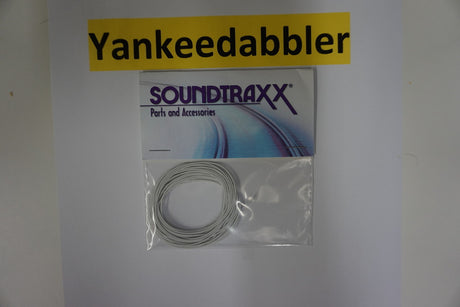 Yankeedabbler
SOUNDTRAXX®
Parts and Accessories